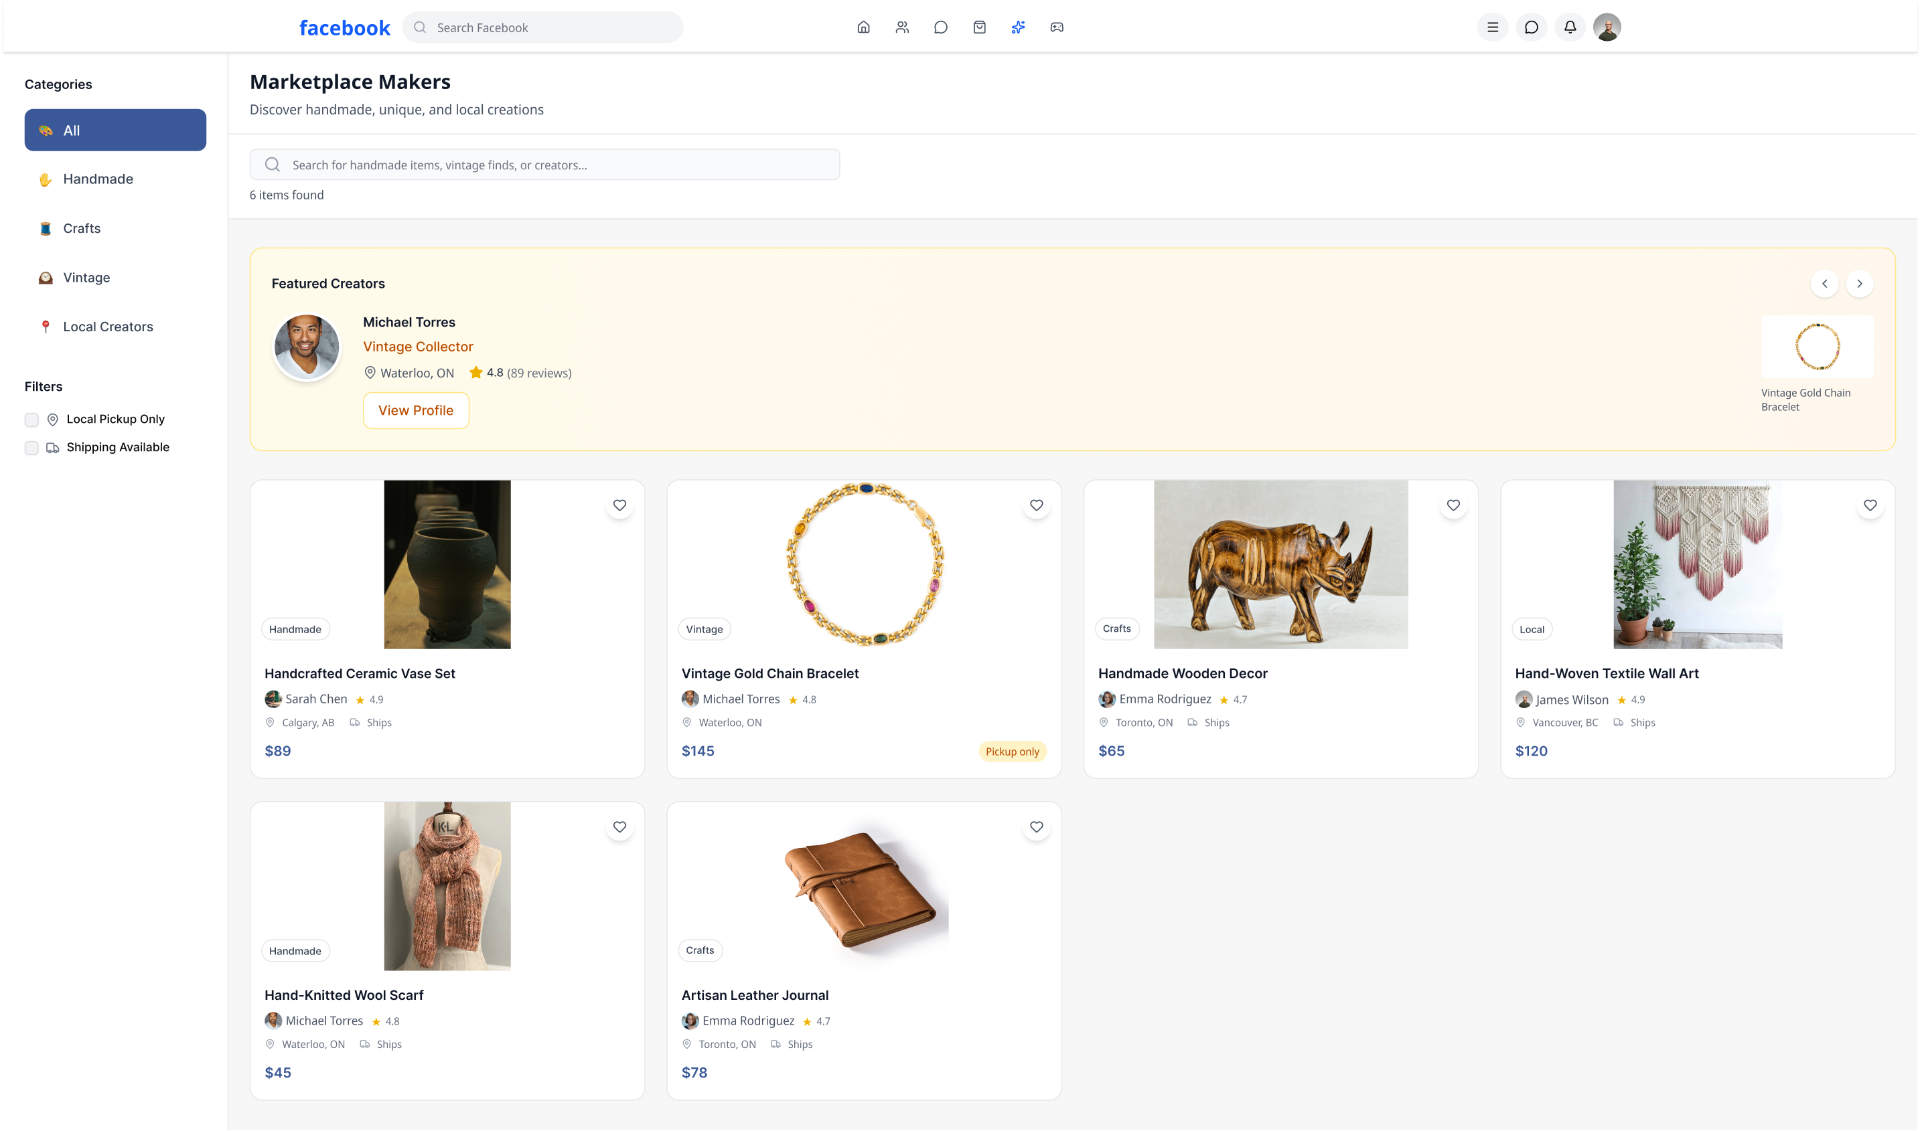 facebook
Search Facebook
Categories
All
Handmade
Crafts
Vintage
Local Creators
Filters
Local Pickup Only
Shipping Available
Marketplace Makers
Discover handmade, unique, and local creations
Search for handmade items, vintage finds, or creators...
6 items found
Featured Creators
Michael Torres
Vintage Collector
Waterloo, ON 4.8 (89 reviews)
View Profile
Vintage Gold Chain
Bracelet
Handmade
Handcrafted Ceramic Vase Set
Sarah Chen 4.9
Calgary, AB Ships
$89
Vintage
Vintage Gold Chain Bracelet
Michael Torres 4.8
Waterloo, ON
$145 Pickup only
Crafts
Handmade Wooden Decor
Emma Rodriguez 4.7
Toronto, ON Ships
$65
Local
Hand-Woven Textile Wall Art
James Wilson 4.9
Vancouver, BC Ships
$120
K-L
Handmade
Hand-Knitted Wool Scarf
Michael Torres 4.8
Waterloo, ON Ships
$45
Crafts
Artisan Leather Journal
Emma Rodriguez 4.7
Toronto, ON Ships
$78